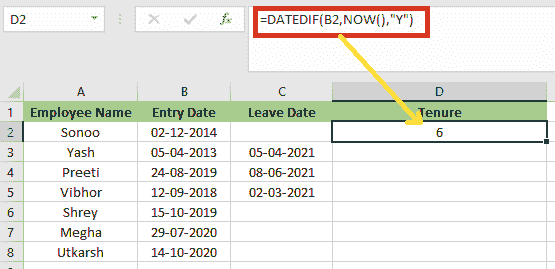 D2 fx =DATEDIF(B2,NOW(),"Y")
A B C D
1 Employee Name Entry Date Leave Date Tenure
2 Sonoo 02-12-2014 6
3 Yash 05-04-2013 05-04-2021
4 Preeti 24-08-2019 08-06-2021
5 Vibhor 12-09-2018 02-03-2021
6 Shrey 15-10-2019
7 Megha 29-07-2020
8 Utkarsh 14-10-2020